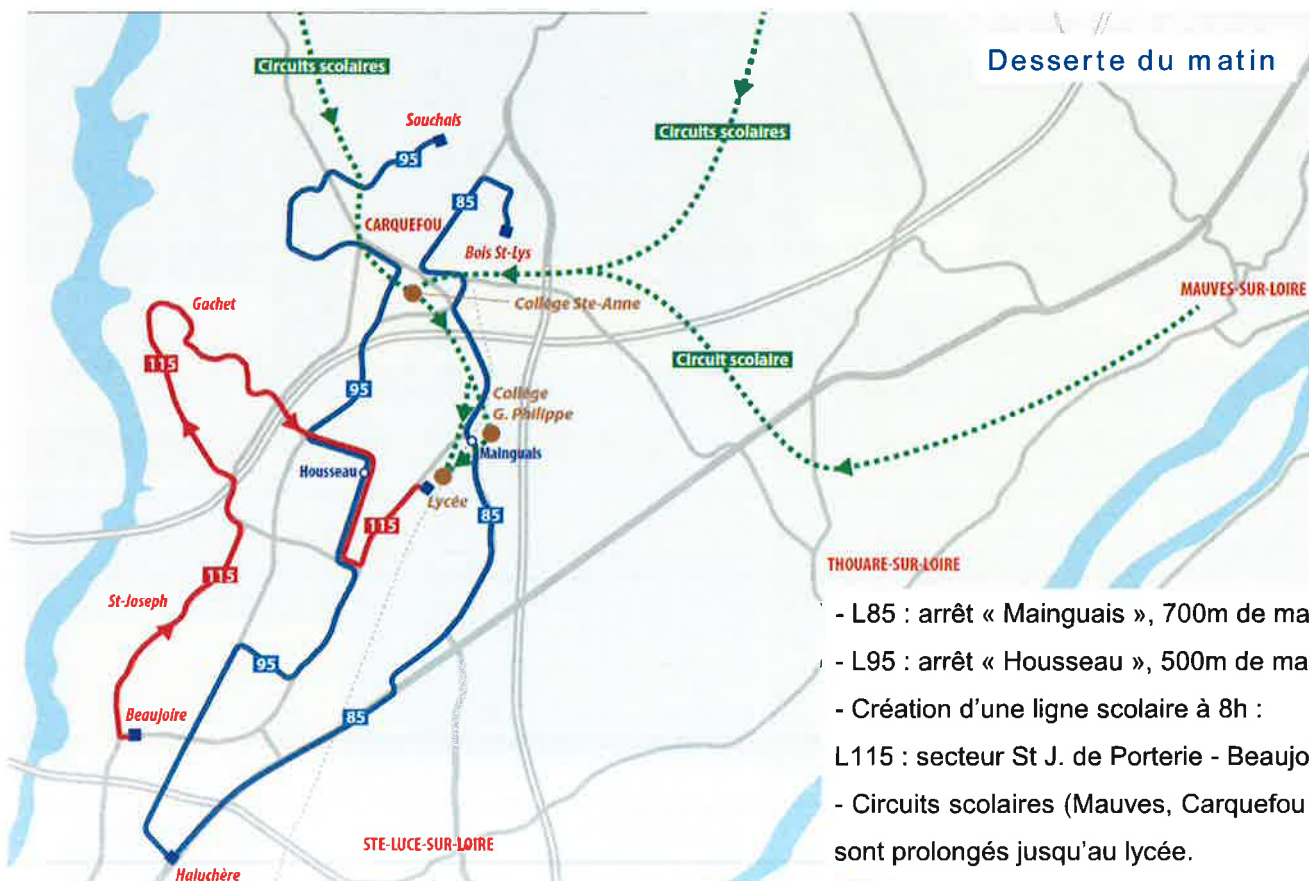 Desserte du matin
Circuits scolaires
Circuits scolaires
Souchais
95
85
CARQUEFOU
Bois St-Lys
Collège Ste-Anne
MAUVES-SUR-LOIRE
Gachet
115
Circuit scolaire
95
Collège
G. Philippe
Mainguais
Housseau
Lycée
115
85
THOUARE-SUR-LOIRE
115
St-Joseph
- L85 : arrêt « Mainguais », 700m de ma
- L95 : arrêt « Housseau », 500m de ma
95
- Création d'une ligne scolaire à 8h :
Beaujoire
85
L115 : secteur St J. de Porterie - Beaujo
- Circuits scolaires (Mauves, Carquefou
sont prolongés jusqu'au lycée.
STE-LUCE-SUR-LOIRE
Haluchère